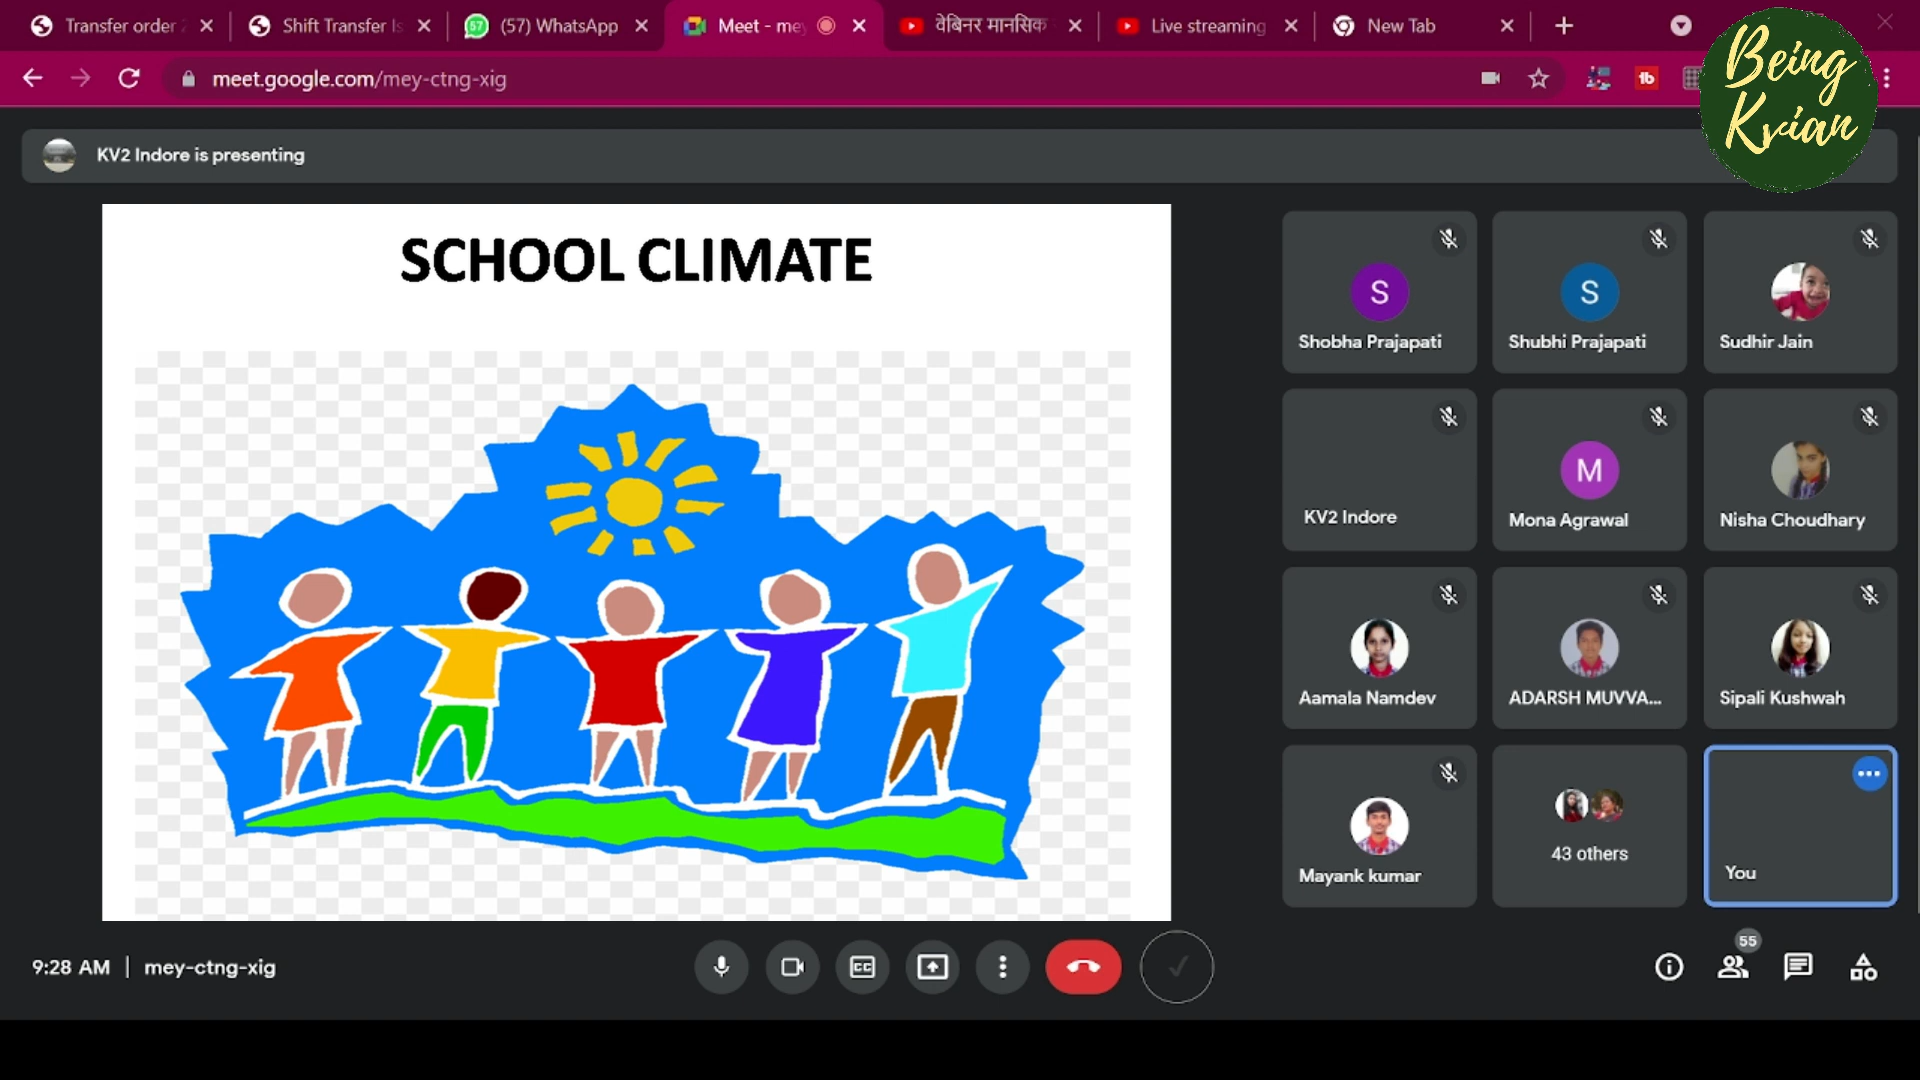 Transfer order
Shift Transfer Is
57
(57) WhatsApp
Meet - mey
वेबिनर मानसिक
Live streaming
New Tab
meet.google.com/mey-ctng-xig
tb
Being
Kvian
KV2 Indore is presenting
SCHOOL CLIMATE
S
Shobha Prajapati
S
Shubhi Prajapati
Sudhir Jain
KV2 Indore
M
Mona Agrawal
Nisha Choudhary
Aamala Namdev
ADARSH MUVVA...
Sipali Kushwah
Mayank kumar
43 others
You
9:28 AM | mey-ctng-xig
CC
55